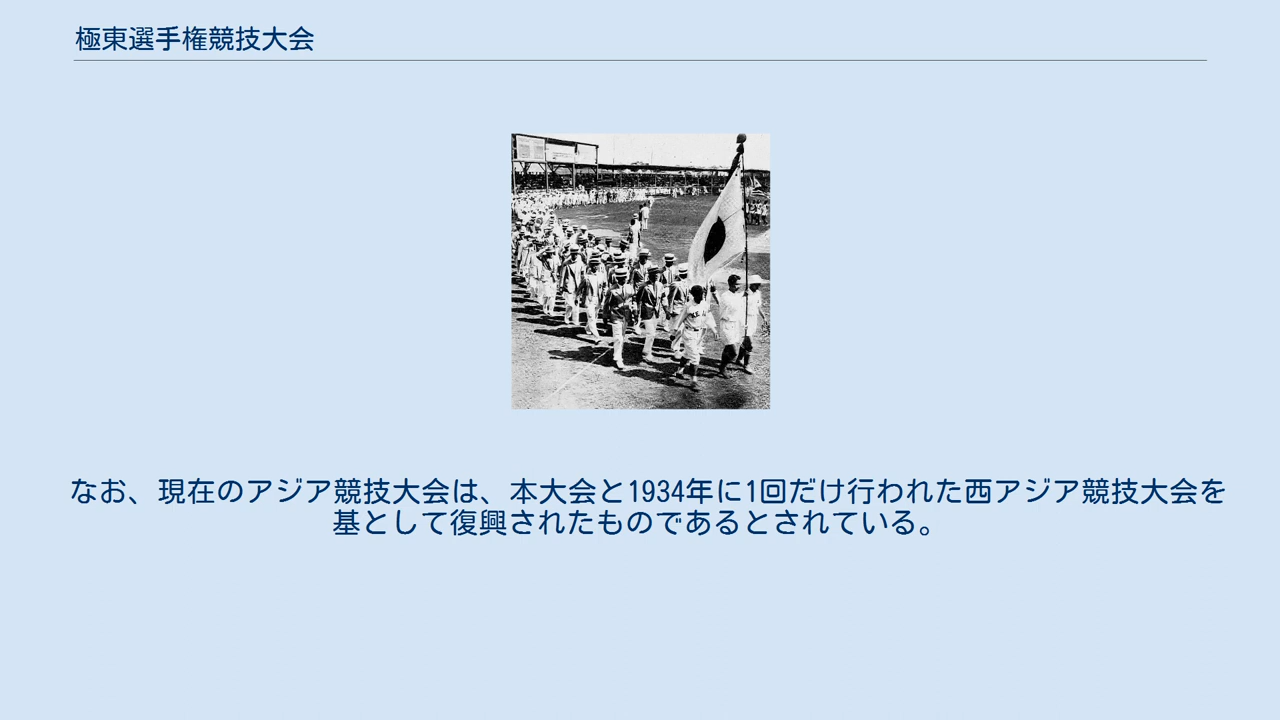 極東選手権競技大会
なお、現在のアジア競技大会は、本大会と1934年に1回だけ行われた西アジア競技大会を
基として復興されたものであるとされている。